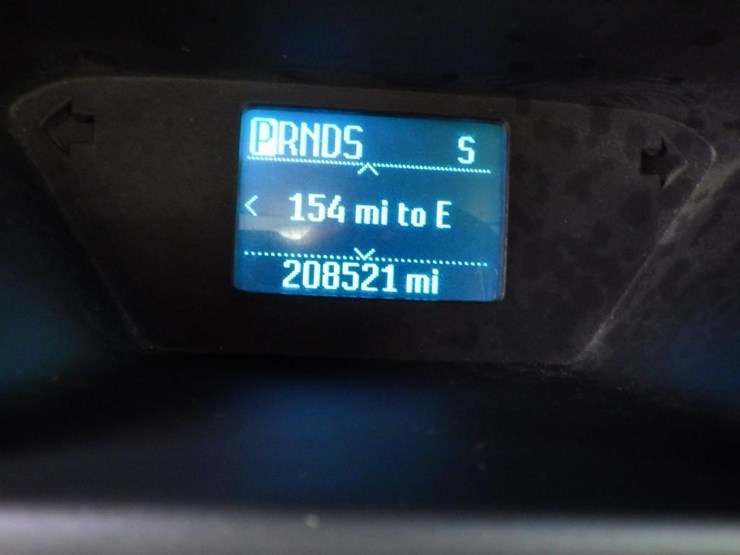 PRNDS S
< 154 mi to E
208521 mi